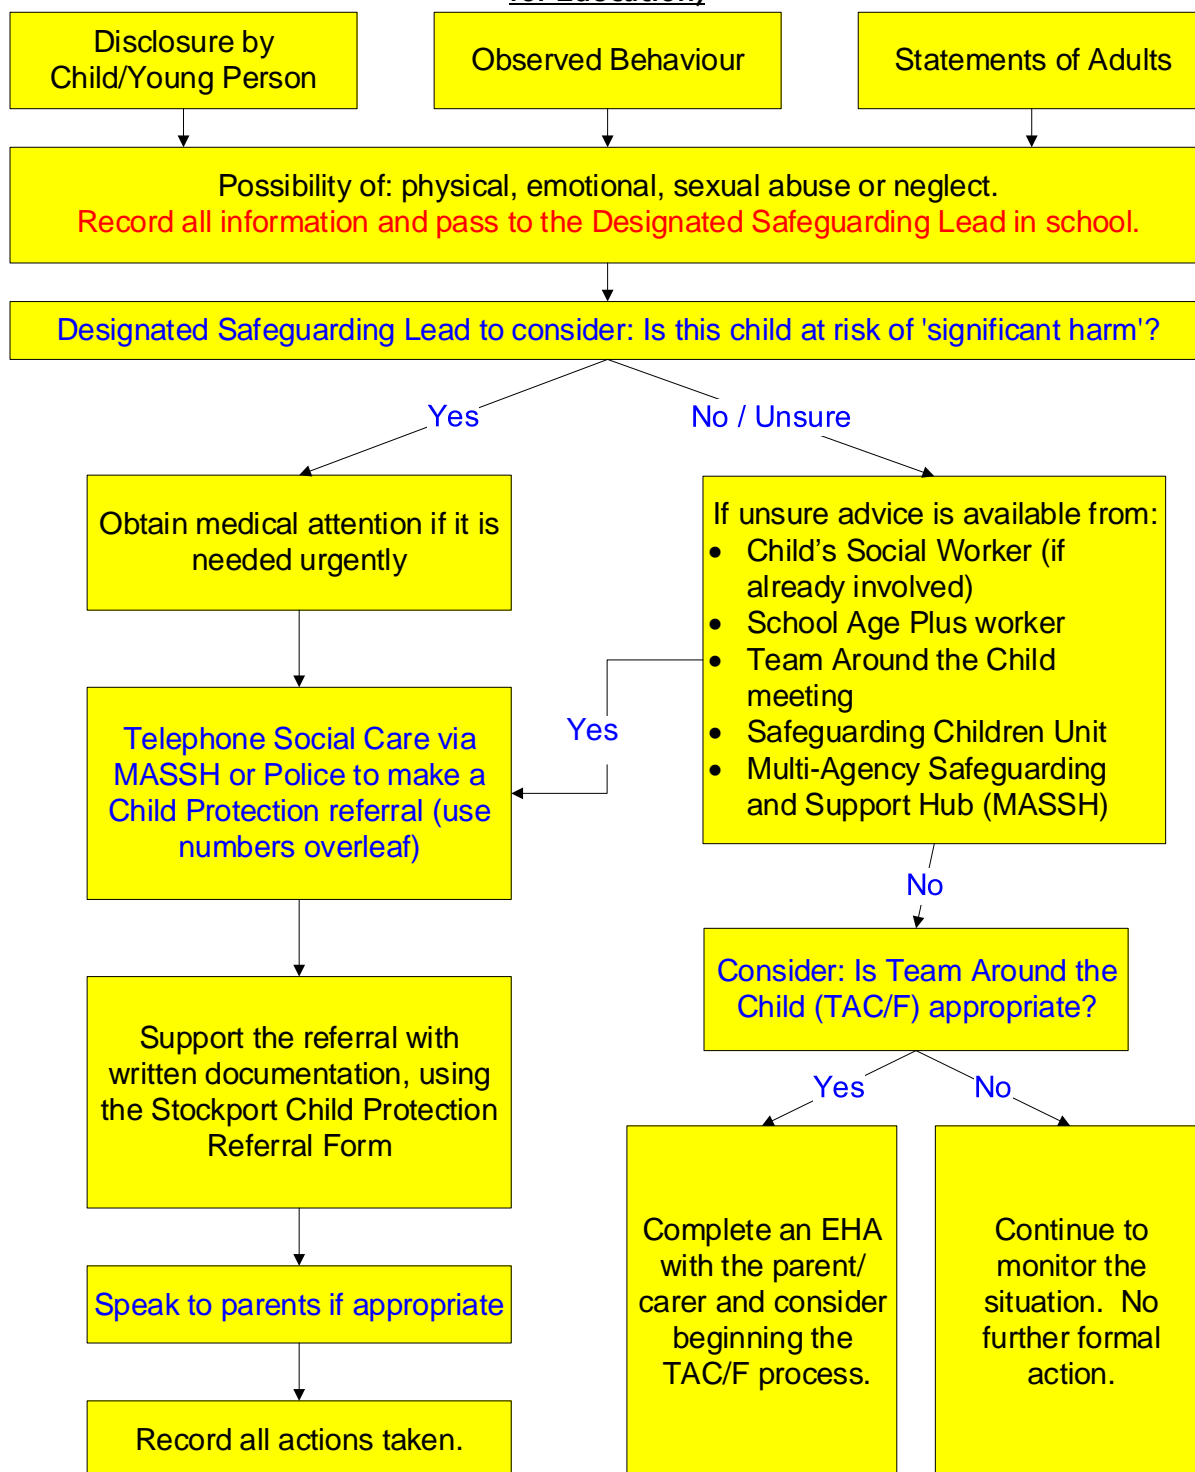 for Education)
Disclosure by
Child/Young Person
Observed Behaviour
Statements of Adults
Possibility of: physical, emotional, sexual abuse or neglect.
Record all information and pass to the Designated Safeguarding Lead in school.
Designated Safeguarding Lead to consider: Is this child at risk of 'significant harm'?
Yes
No / Unsure
Obtain medical attention if it is
needed urgently
If unsure advice is available from:
• Child's Social Worker (if
already involved)
• School Age Plus worker
• Team Around the Child
meeting
• Safeguarding Children Unit
• Multi-Agency Safeguarding
and Support Hub (MASSH)
Yes
Telephone Social Care via
MASSH or Police to make a
Child Protection referral (use
numbers overleaf)
No
Consider: Is Team Around the
Child (TAC/F) appropriate?
Support the referral with
written documentation, using
the Stockport Child Protection
Referral Form
Yes
No
Complete an EHA
with the parent/
carer and consider
beginning the
TAC/F process.
Continue to
monitor the
situation.  No
further formal
action.
Speak to parents if appropriate
Record all actions taken.